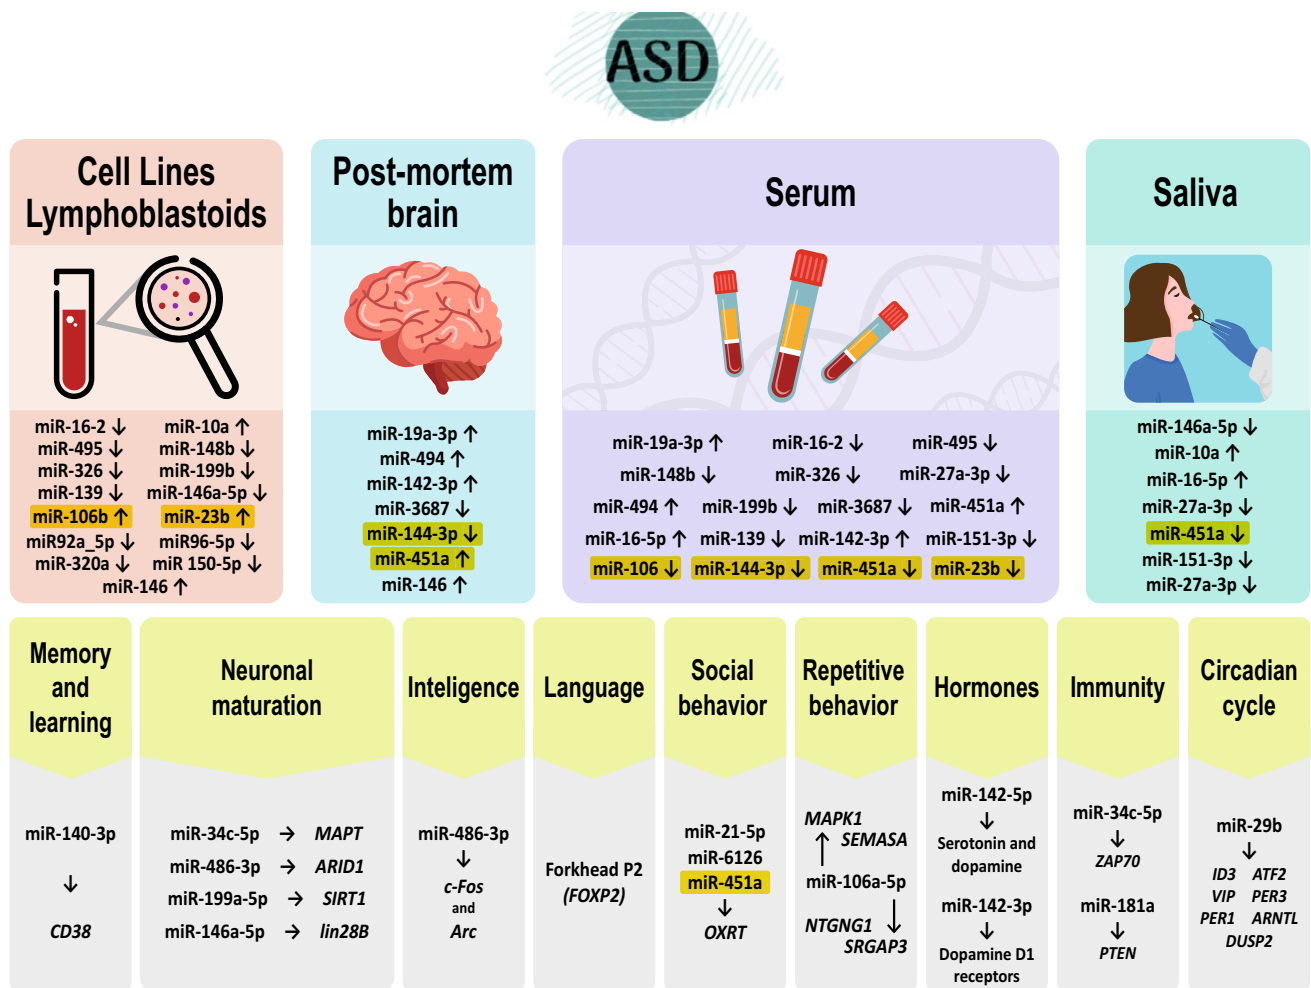 ASD
Cell Lines
Lymphoblastoids
miR-16-2 ↓ miR-10a ↑
miR-495 ↓ miR-148b ↓
miR-326 ↓ miR-199b ↓
miR-139 ↓ miR-146a-5p ↓
miR-106b ↑ miR-23b ↑
miR92a_5p ↓ miR96-5p ↓
miR-320a ↓ miR 150-5p ↓
miR-146 ↑
Post-mortem
brain
miR-19a-3p ↑
miR-494 ↑
miR-142-3p ↑
miR-3687 ↓
miR-144-3p ↓
miR-451a ↑
miR-146 ↑
Serum
miR-19a-3p ↑ miR-16-2 ↓ miR-495 ↓
miR-148b ↓ miR-326 ↓ miR-27a-3p ↓
miR-494 ↑ miR-199b ↓ miR-3687 ↓ miR-451a ↑
miR-16-5p ↑ miR-139 ↓ miR-142-3p ↑ miR-151-3p ↓
miR-106 ↓ miR-144-3p ↓ miR-451a ↓ miR-23b ↓
Saliva
miR-146a-5p ↓
miR-10a ↑
miR-16-5p ↑
miR-27a-3p ↓
miR-451a ↓
miR-151-3p ↓
miR-27a-3p ↓
Memory
and
learning
miR-140-3p
↓
CD38
Neuronal
maturation
miR-34c-5p → MAPT
miR-486-3p → ARID1
miR-199a-5p → SIRT1
miR-146a-5p → lin28B
Inteligence
miR-486-3p
↓
c-Fos
and
Arc
Language
Forkhead P2
(FOXP2)
Social
behavior
miR-21-5p
miR-6126
miR-451a
↓
OXRT
Repetitive
behavior
MAPK1
↑ SEMASA
miR-106a-5p
NTGNG1 ↓
SRGAP3
Hormones
miR-142-5p
↓
Serotonin and
dopamine
miR-142-3p
↓
Dopamine D1
receptors
Immunity
miR-34c-5p
↓
ZAP70
miR-181a
↓
PTEN
Circadian
cycle
miR-29b
↓
ID3 ATF2
VIP PER3
PER1 ARNTL
DUSP2